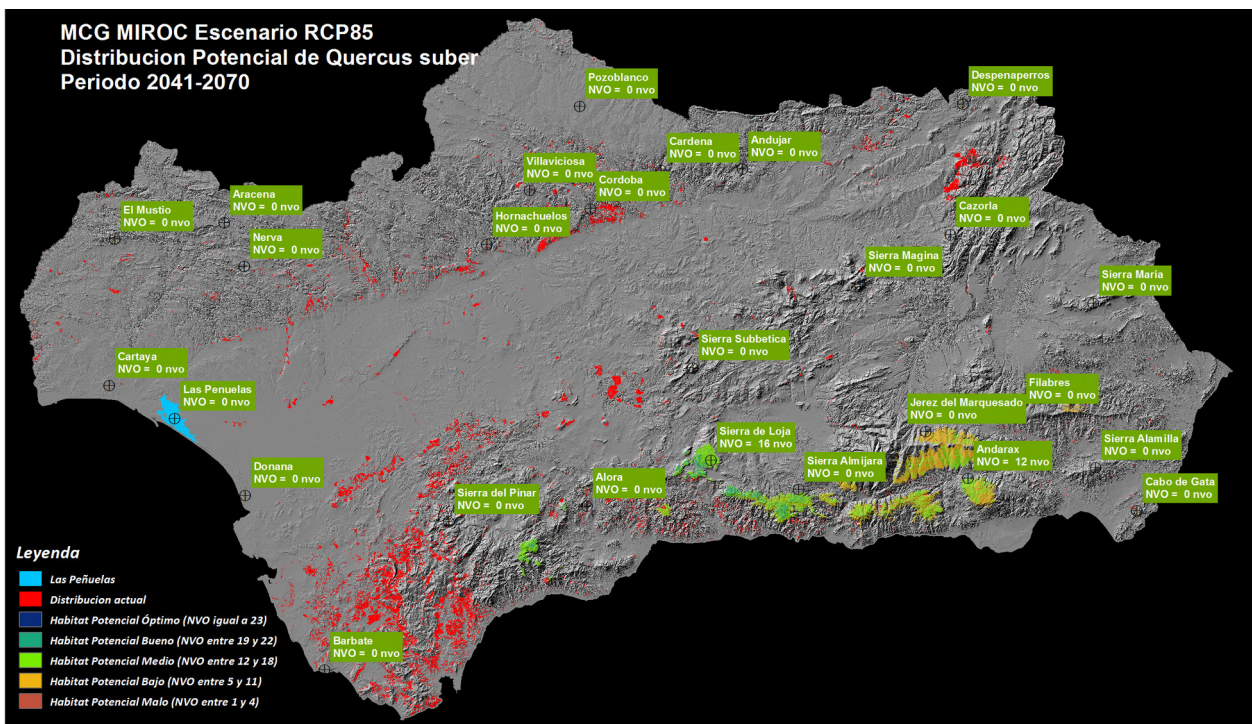 MCG MIROC Escenario RCP85
Distribucion Potencial de Quercus suber
Periodo 2041-2070
Pozoblanco
NVO = 0 nvo
Despenaperros
NVO = 0 nvo
Cardena
NVO = 0 nvo
Andujar
NVO = 0 nvo
Villaviciosa
NVO = 0 nvo
Cordoba
NVO = 0 nvo
Aracena
NVO = 0 nvo
El Mustio
NVO = 0 nvo
Hornachuelos
NVO = 0 nvo
Cazorla
NVO = 0 nvo
Nerva
NVO = 0 nvo
Sierra Magina
NVO = 0 nvo
Sierra Maria
NVO = 0 nvo
Sierra Subbetica
NVO = 0 nvo
Cartaya
NVO = 0 nvo
Las Penuelas
NVO = 0 nvo
Filabres
NVO = 0 nvo
Jerez del Marquesado
NVO = 0 nvo
Sierra de Loja
NVO = 16 nvo
Sierra Alamilla
NVO = 0 nvo
Andarax
NVO = 12 nvo
Sierra Almijara
NVO = 0 nvo
Donana
NVO = 0 nvo
Alora
NVO = 0 nvo
Cabo de Gata
NVO = 0 nvo
Sierra del Pinar
NVO = 0 nvo
Barbate
NVO = 0 nvo
Leyenda
Las Peñuelas
Distribucion actual
Habitat Potencial Óptimo (NVO igual a 23)
Habitat Potencial Bueno (NVO entre 19 y 22)
Habitat Potencial Medio (NVO entre 12 y 18)
Habitat Potencial Bajo (NVO entre 5 y 11)
Habitat Potencial Malo (NVO entre 1 y 4)